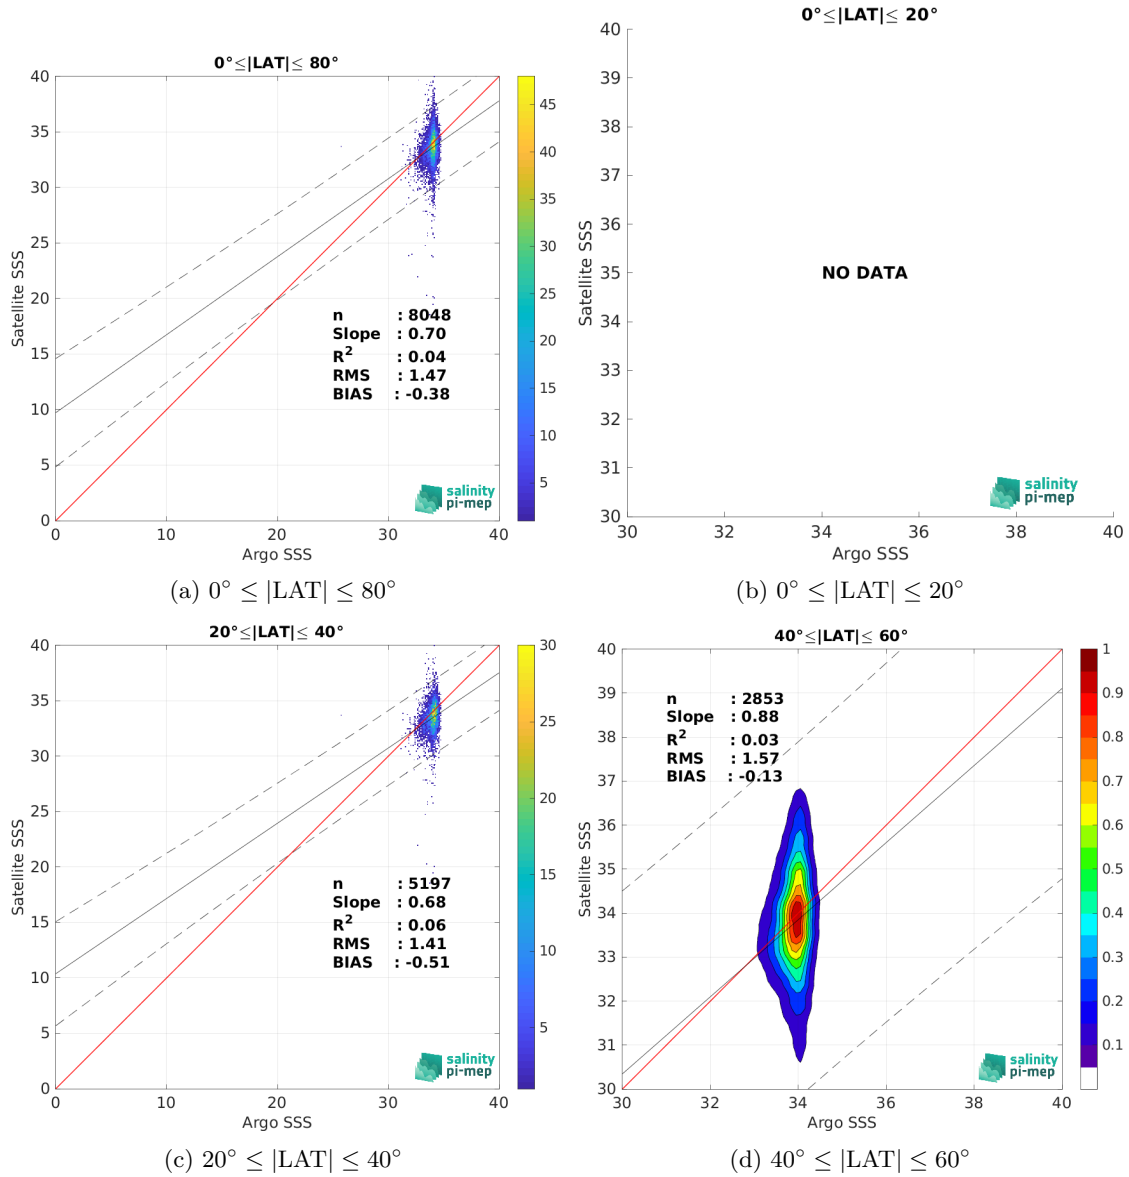 0°≤|LAT|≤ 80°
40
35
30
25
20
15
10
5
0
Satellite SSS
0
10
20
30
40
Argo SSS
45
40
35
30
25
20
15
10
5
n : 8048
Slope : 0.70
R² : 0.04
RMS : 1.47
BIAS : -0.38
salinity
pi-mep
(a) 0° ≤ |LAT| ≤ 80°
0°≤|LAT|≤ 20°
40
39
38
37
36
35
34
33
32
31
30
Satellite SSS
30
32
34
36
38
40
Argo SSS
NO DATA
salinity
pi-mep
(b) 0° ≤ |LAT| ≤ 20°
20°≤|LAT|≤ 40°
40
35
30
25
20
15
10
5
0
Satellite SSS
0
10
20
30
40
Argo SSS
30
25
20
15
10
5
n : 5197
Slope : 0.68
R² : 0.06
RMS : 1.41
BIAS : -0.51
salinity
pi-mep
(c) 20° ≤ |LAT| ≤ 40°
40°≤|LAT|≤ 60°
40
39
38
37
36
35
34
33
32
31
30
Satellite SSS
30
32
34
36
38
40
Argo SSS
1
0.9
0.8
0.7
0.6
0.5
0.4
0.3
0.2
0.1
n : 2853
Slope : 0.88
R² : 0.03
RMS : 1.57
BIAS : -0.13
salinity
pi-mep
(d) 40° ≤ |LAT| ≤ 60°